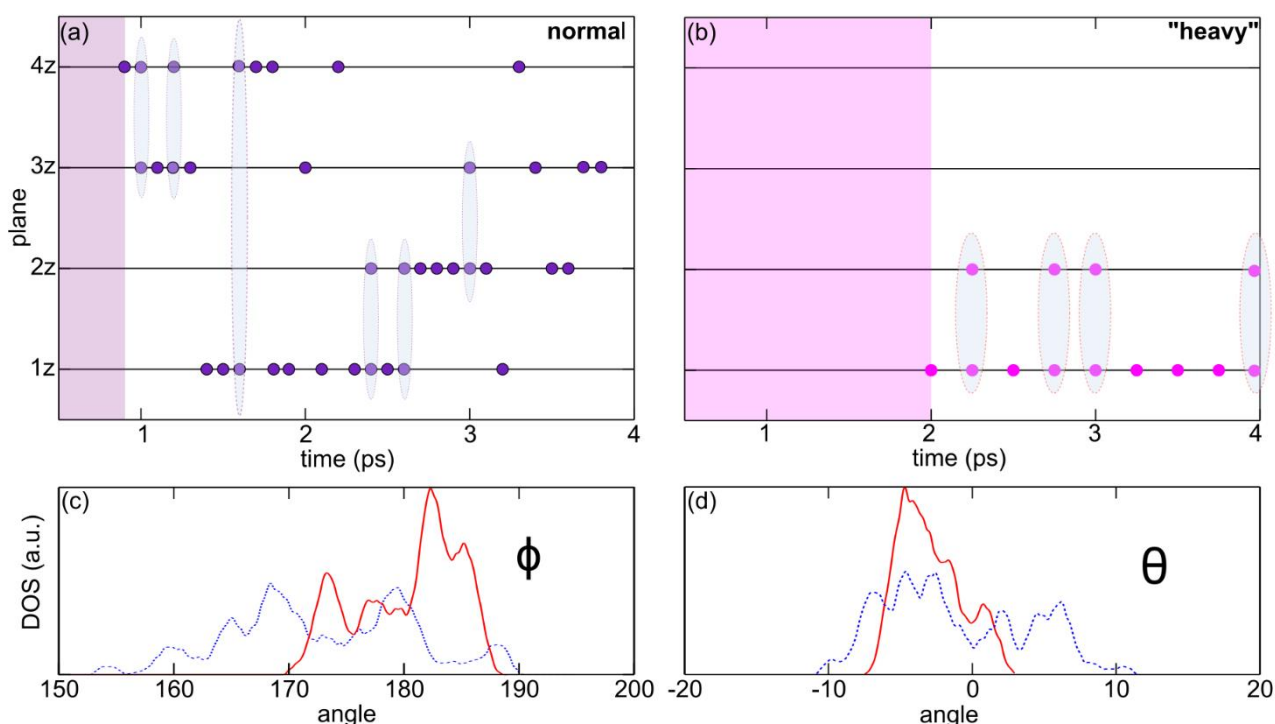 (a) normal
4z
3z
2z
1z
plane
1 2 3 4
time (ps)
(b) "heavy"
1 2 3 4
time (ps)
(c) ϕ
DOS (a.u.)
150 160 170 180 190 200
angle
(d) θ
-20 -10 0 10 20
angle